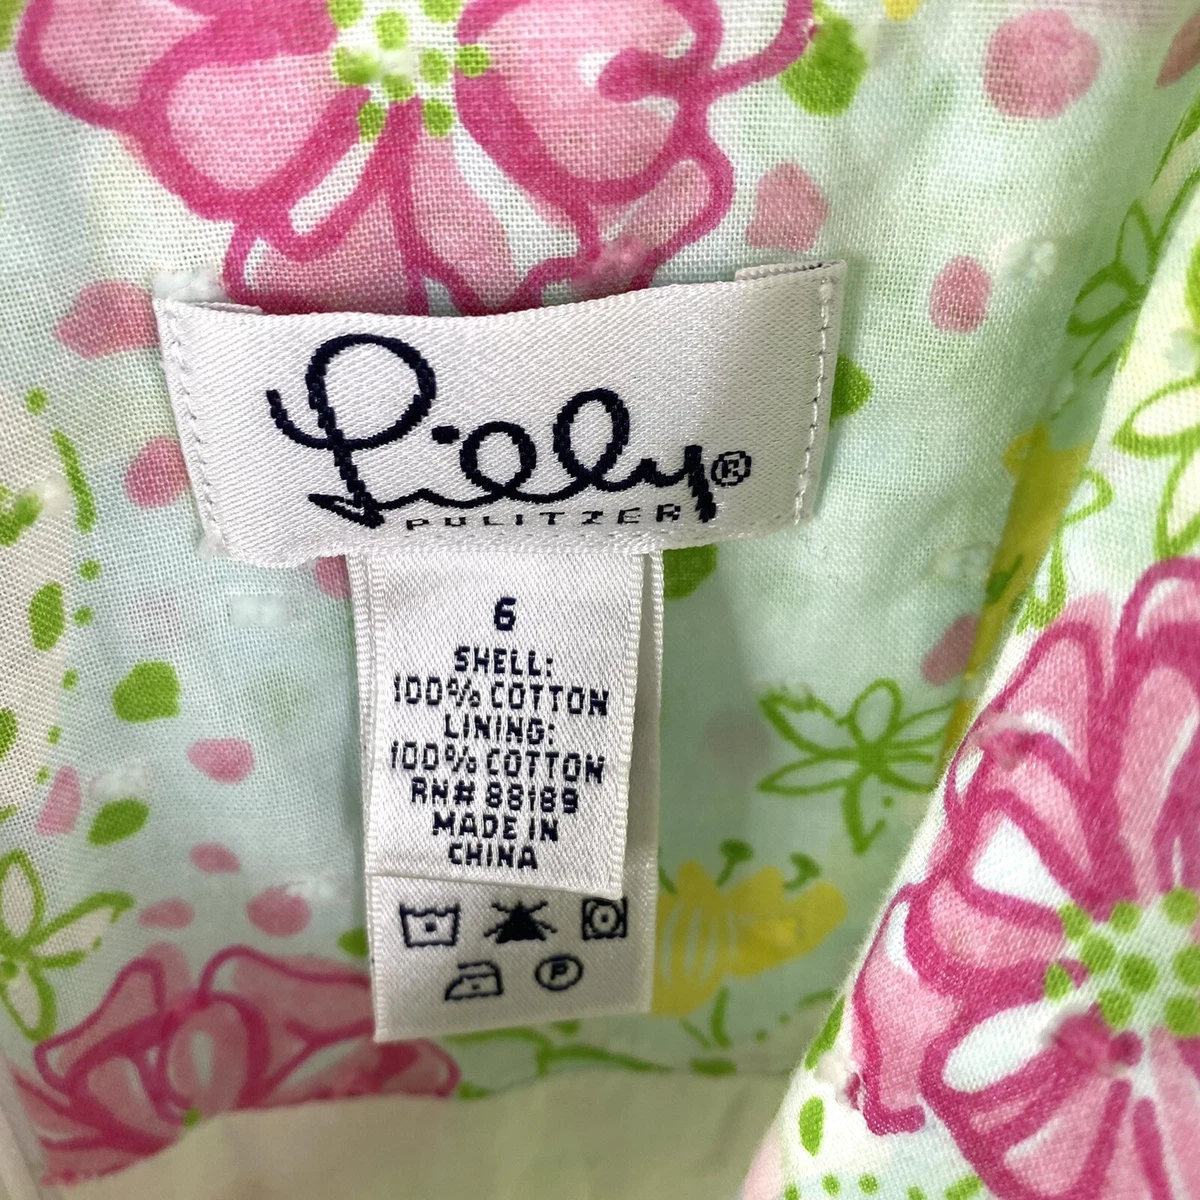 Lilly®
PULITZER
6
SHELL:
100% COTTON
LINING:
100% COTTON
RN# 88189
MADE IN
CHINA
P